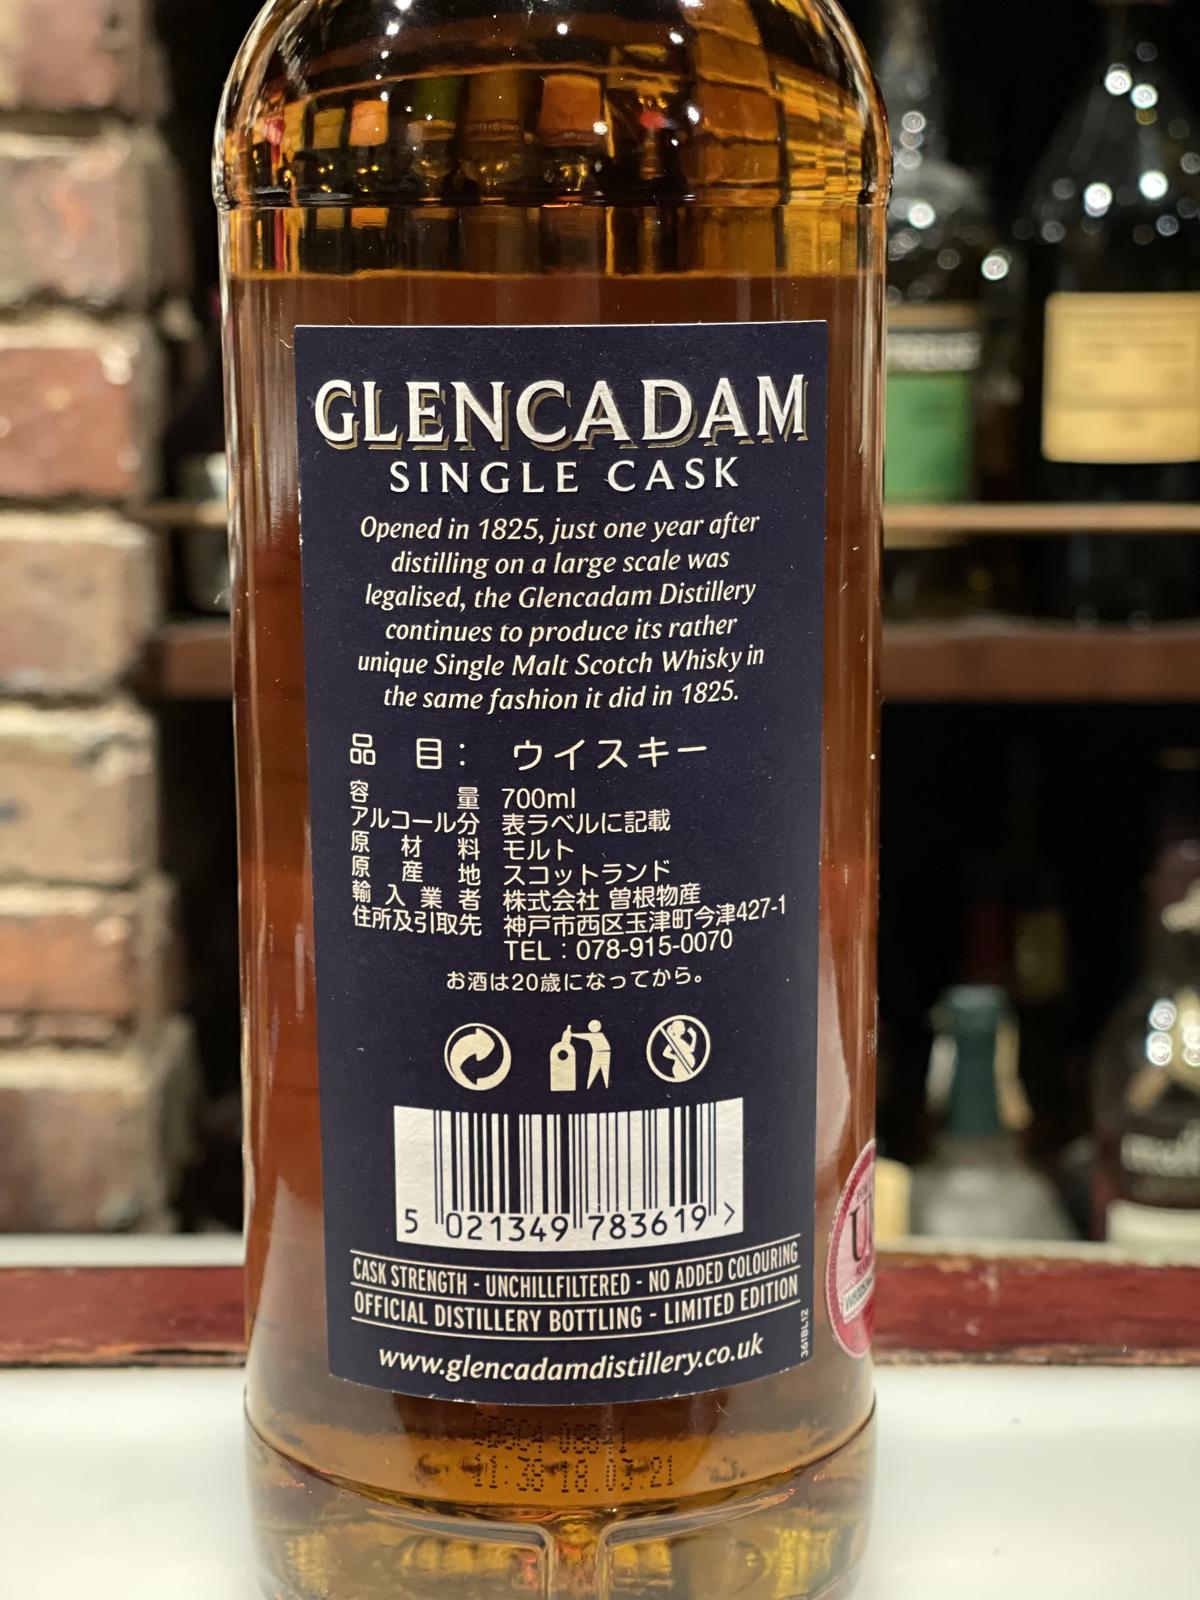 GLENCADAM
SINGLE CASK
Opened in 1825, just one year after
distilling on a large scale was
legalised, the Glencadam Distillery
continues to produce its rather
unique Single Malt Scotch Whisky in
the same fashion it did in 1825.
品 目： ウイスキー
容 量 700ml
アルコール分 表ラベルに記載
原 材 料 モルト
原 産 地 スコットランド
輸 入 業 者 株式会社 曽根物産
住所及引取先 神戸市西区玉津町今津427-1
TEL：078-915-0070
お酒は20歳になってから。
5 021349 783619 >
CASK STRENGTH - UNCHILLFILTERED - NO ADDED COLOURING
OFFICIAL DISTILLERY BOTTLING - LIMITED EDITION
www.glencadamdistillery.co.uk
361BL12
11:38 18.03.21